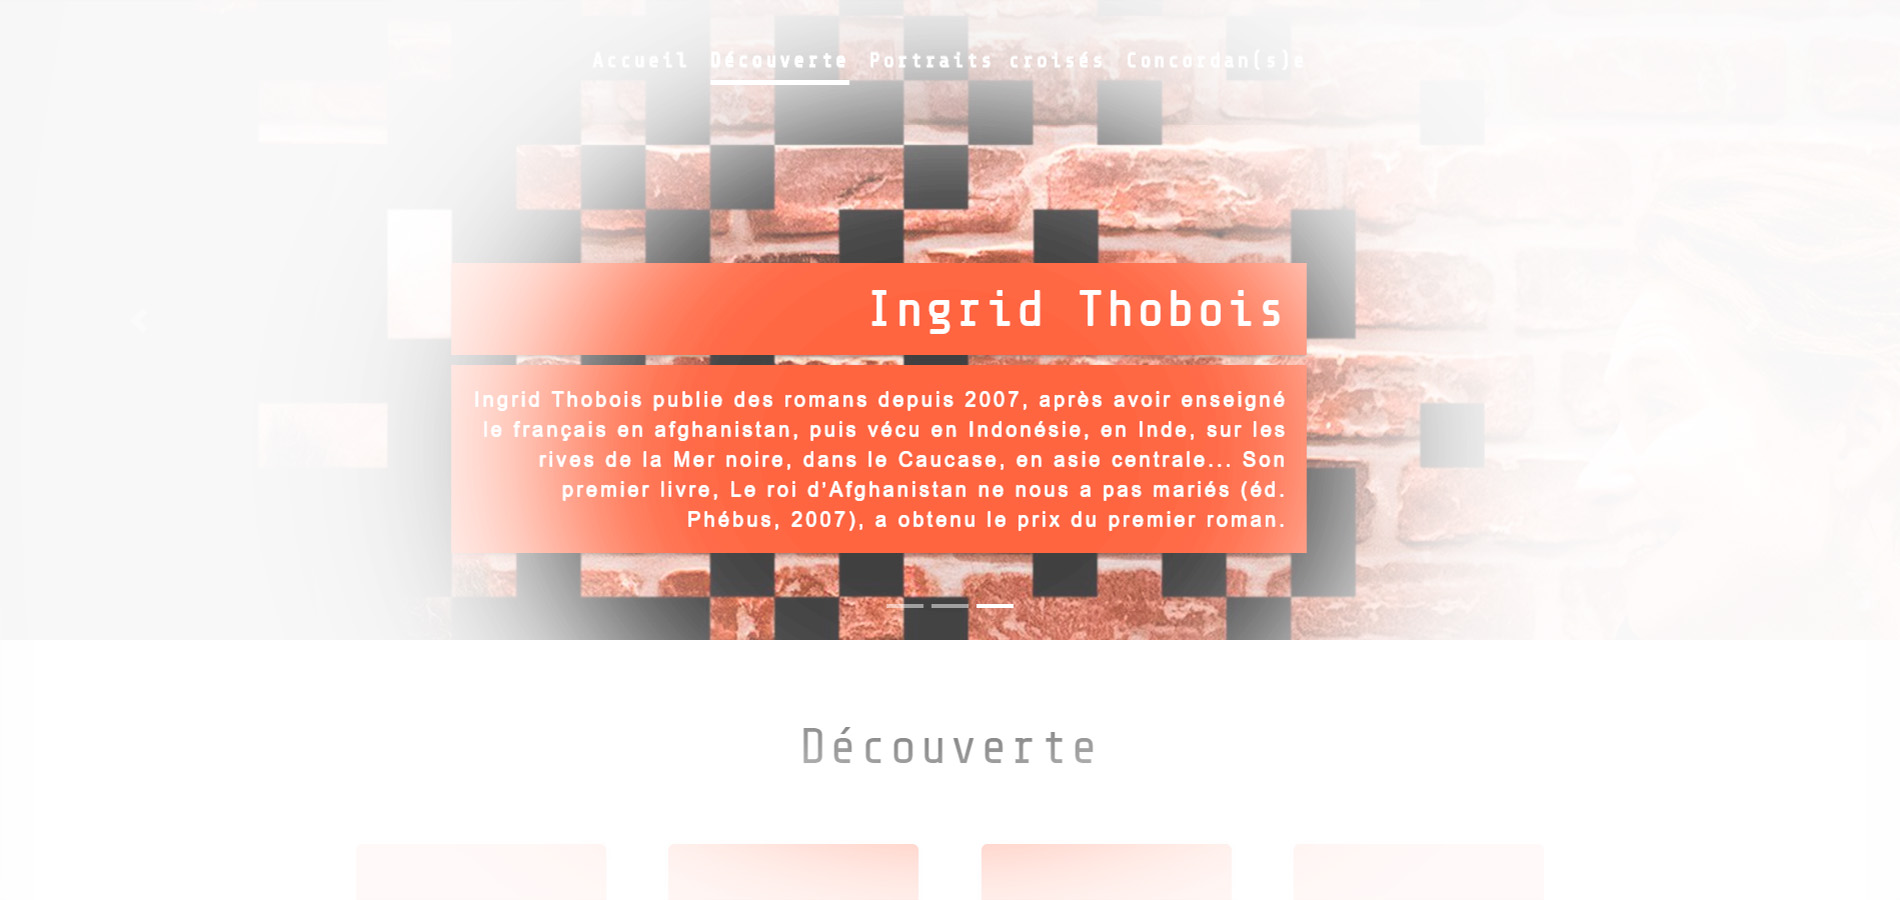 Accueil Découverte Portraits croisés Concordan(s)e
Ingrid Thobois
Ingrid Thobois publie des romans depuis 2007, après avoir enseigné
le français en afghanistan, puis vécu en Indonésie, en Inde, sur les
rives de la Mer noire, dans le Caucase, en asie centrale... Son
premier livre, Le roi d'Afghanistan ne nous a pas mariés (éd.
Phébus, 2007), a obtenu le prix du premier roman.
Découverte